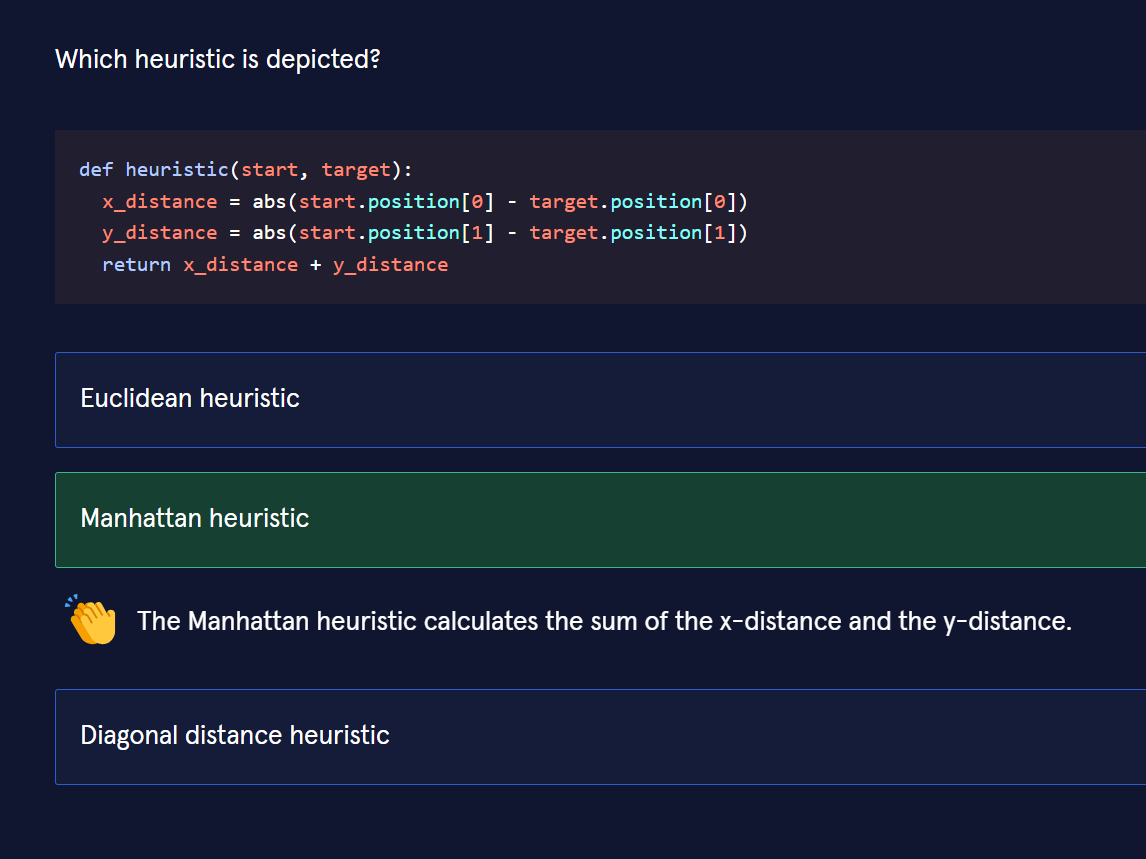 Which heuristic is depicted?
def heuristic(start, target):
  x_distance = abs(start.position[0] - target.position[0])
  y_distance = abs(start.position[1] - target.position[1])
  return x_distance + y_distance
Euclidean heuristic
Manhattan heuristic
The Manhattan heuristic calculates the sum of the x-distance and the y-distance.
Diagonal distance heuristic